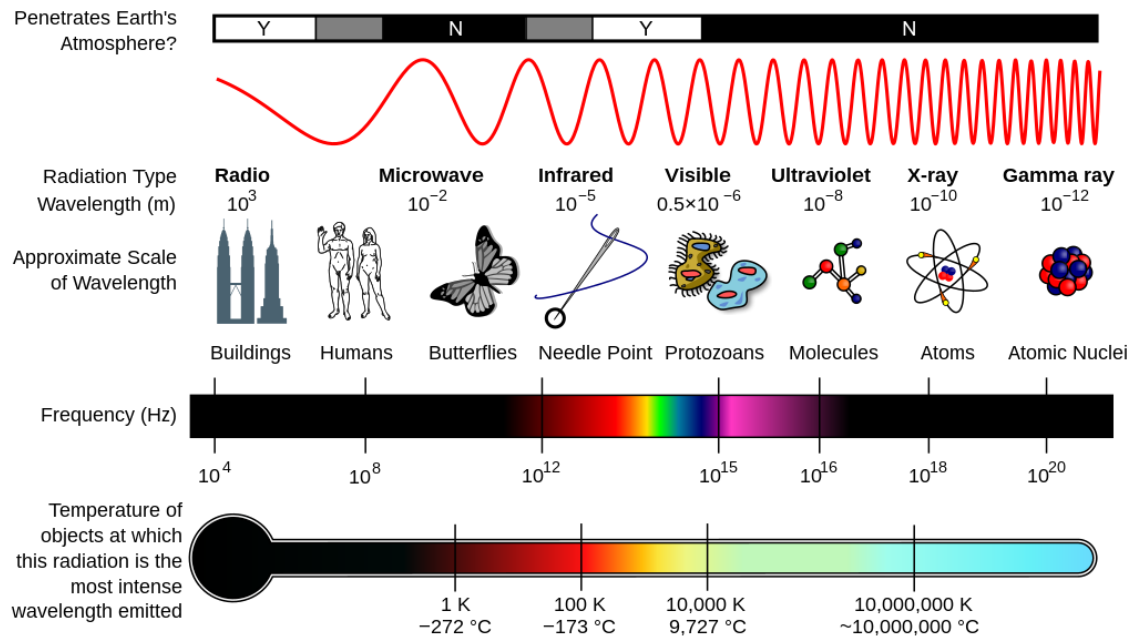 Penetrates Earth's
Atmosphere?
Y N Y N
Radiation Type
Radio Microwave Infrared Visible Ultraviolet X-ray Gamma ray
Wavelength (m)
10³ 10⁻² 10⁻⁵ 0.5×10⁻⁶ 10⁻⁸ 10⁻¹⁰ 10⁻¹²
Approximate Scale
of Wavelength
Buildings Humans Butterflies Needle Point Protozoans Molecules Atoms Atomic Nuclei
Frequency (Hz)
10⁴ 10⁸ 10¹² 10¹⁵ 10¹⁶ 10¹⁸ 10²⁰
Temperature of
objects at which
this radiation is the
most intense
wavelength emitted
1 K 100 K 10,000 K 10,000,000 K
−272 °C −173 °C 9,727 °C ~10,000,000 °C